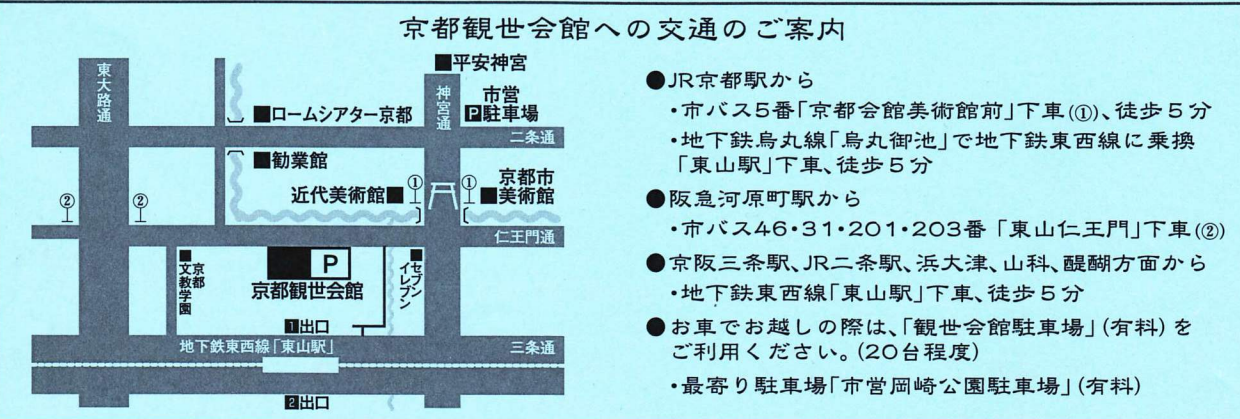 京都観世会館への交通のご案内
■平安神宮
東大路通
神宮通
市営
P駐車場
■ロームシアター京都
二条通
■勧業館
①
①
近代美術館■
京都市
■美術館
②
②
仁王門通
■京都
文教学園
P
京都観世会館
■セブン
イレブン
1出口
地下鉄東西線「東山駅」
三条通
2出口
●JR京都駅から
・市バス5番「京都会館美術館前」下車(①)、徒歩5分
・地下鉄烏丸線「烏丸御池」で地下鉄東西線に乗換
「東山駅」下車、徒歩5分
●阪急河原町駅から
・市バス46・31・201・203番「東山仁王門」下車(②)
●京阪三条駅、JR二条駅、浜大津、山科、醍醐方面から
・地下鉄東西線「東山駅」下車、徒歩5分
●お車でお越しの際は、「観世会館駐車場」(有料)を
ご利用ください。(20台程度)
・最寄り駐車場「市営岡崎公園駐車場」(有料)